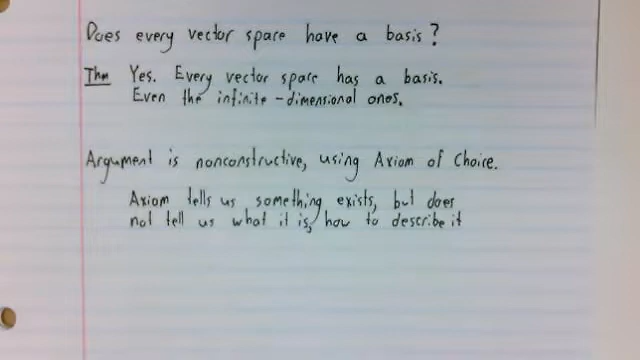 Does every vector space have a basis?
Thm Yes. Every vector space has a basis.
Even the infinite-dimensional ones.
Argument is nonconstructive, using Axiom of Choice.
Axiom tells us something exists, but does
not tell us what it is, how to describe it